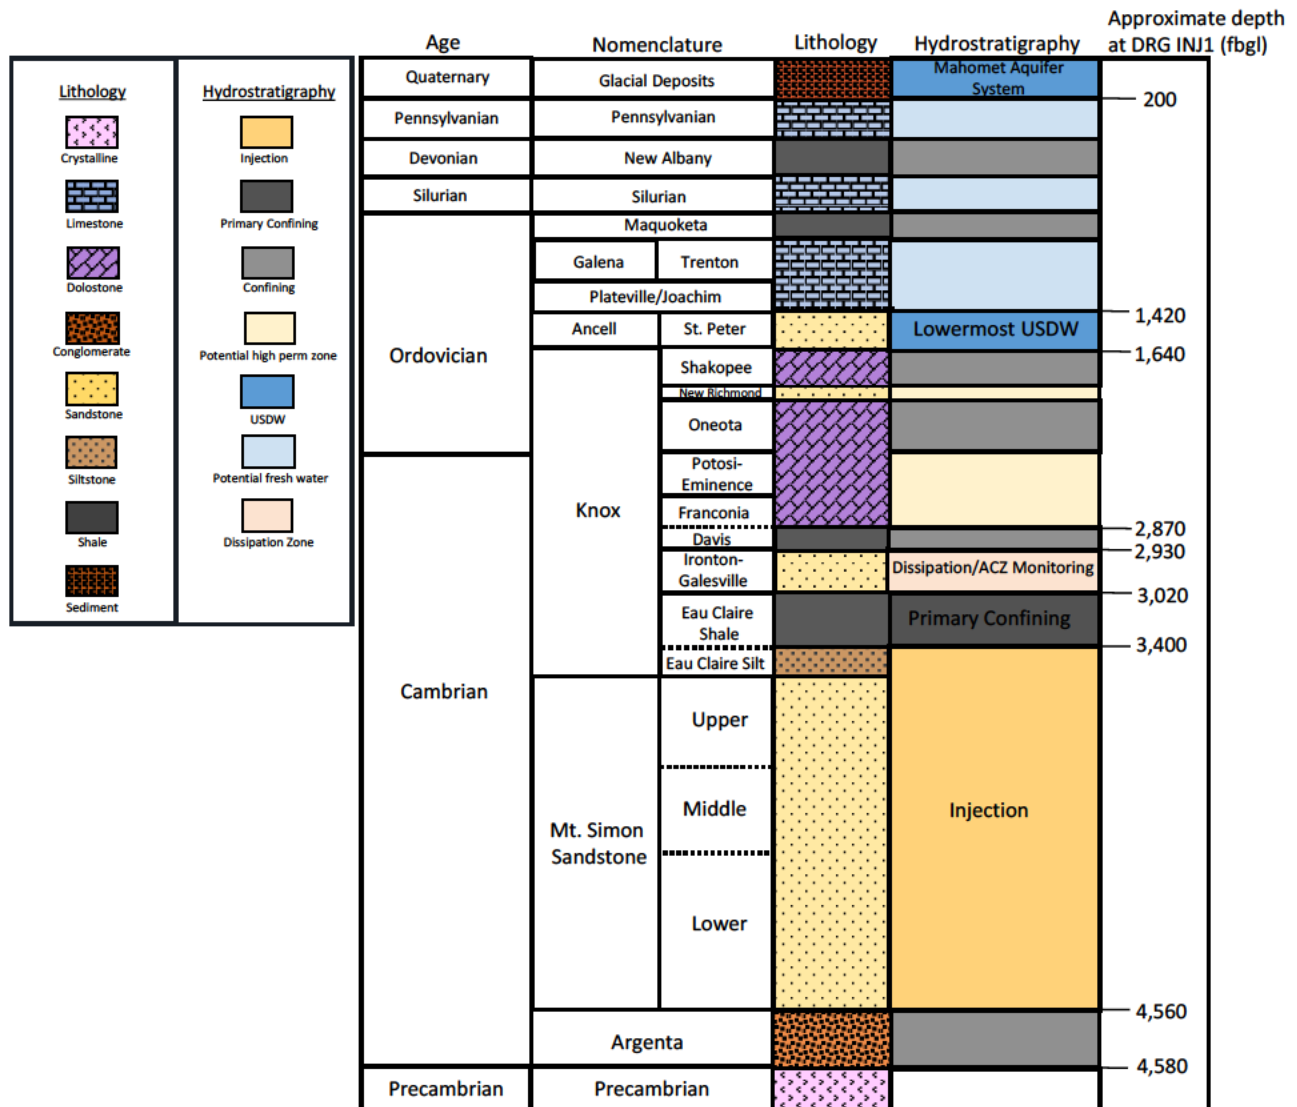 Approximate depth
at DRG INJ1 (fbgl)
Age
Nomenclature
Lithology
Hydrostratigraphy
Lithology
Crystalline
Limestone
Dolostone
Conglomerate
Sandstone
Siltstone
Shale
Sediment
Hydrostratigraphy
Injection
Primary Confining
Confining
Potential high perm zone
USDW
Potential fresh water
Dissipation Zone
Quaternary
Glacial Deposits
Mahomet Aquifer
System
200
Pennsylvanian
Pennsylvanian
Devonian
New Albany
Silurian
Silurian
Ordovician
Maquoketa
Galena
Trenton
Plateville/Joachim
1,420
Ancell
St. Peter
Lowermost USDW
1,640
Knox
Shakopee
New Richmond
Oneota
Potosi-
Eminence
Franconia
2,870
Davis
2,930
Ironton-
Galesville
Dissipation/ACZ Monitoring
3,020
Eau Claire
Shale
Primary Confining
3,400
Eau Claire Silt
Cambrian
Mt. Simon
Sandstone
Upper
Middle
Lower
Injection
4,560
Argenta
4,580
Precambrian
Precambrian